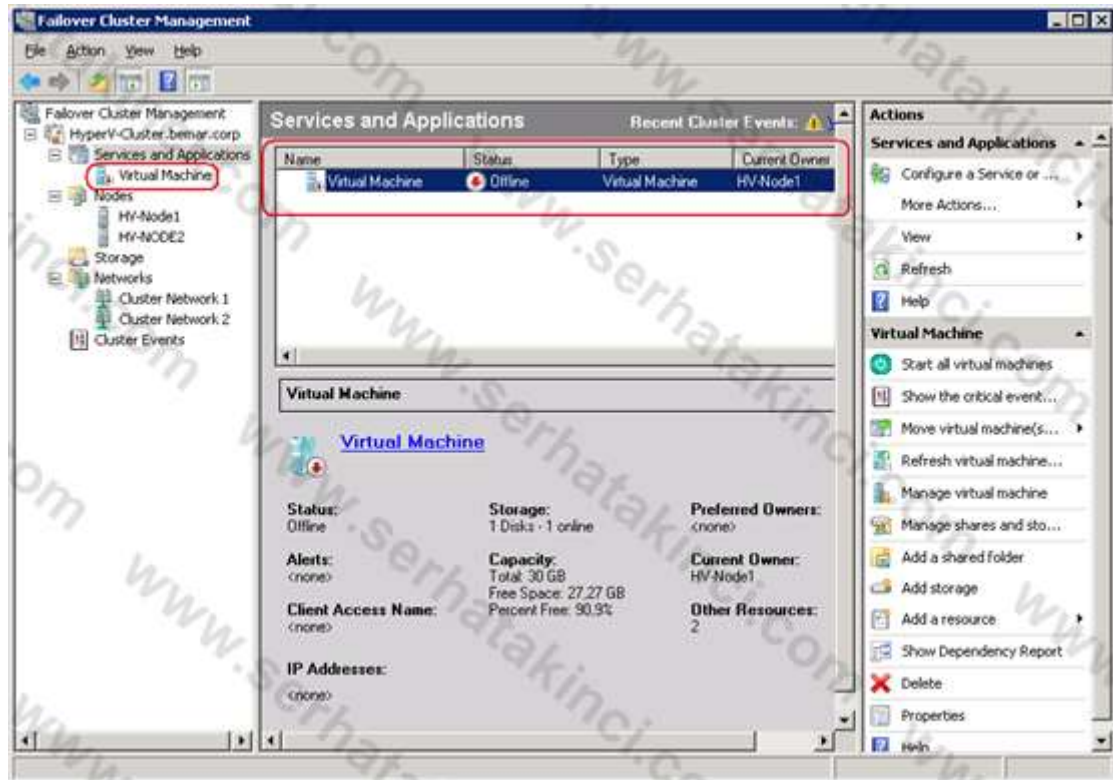 Failover Cluster Management
File Action View Help
Failover Cluster Management
HyperV-Cluster.bemar.corp
Services and Applications
Virtual Machine
Nodes
HV-Node1
HV-NODE2
Storage
Networks
Cluster Network 1
Cluster Network 2
Cluster Events
Services and Applications Recent Cluster Events:
Name Status Type Current Owner
Virtual Machine Offline Virtual Machine HV-Node1
Virtual Machine
Virtual Machine
Status: Storage: Preferred Owners:
Offline 1 Disks - 1 online <none>
Alerts: Capacity: Current Owner:
<none> Total: 30 GB HV-Node1
Free Space: 27,27 GB
Client Access Name: Percent Free: 90.9% Other Resources:
<none> 2
IP Addresses:
<none>
Actions
Services and Applications
Configure a Service or ...
More Actions...
View
Refresh
Help
Virtual Machine
Start all virtual machines
Show the critical event...
Move virtual machine(s...
Refresh virtual machine...
Manage virtual machine
Manage shares and sto...
Add a shared folder
Add storage
Add a resource
Show Dependency Report
Delete
Properties
Help
www.serhatakinci.com